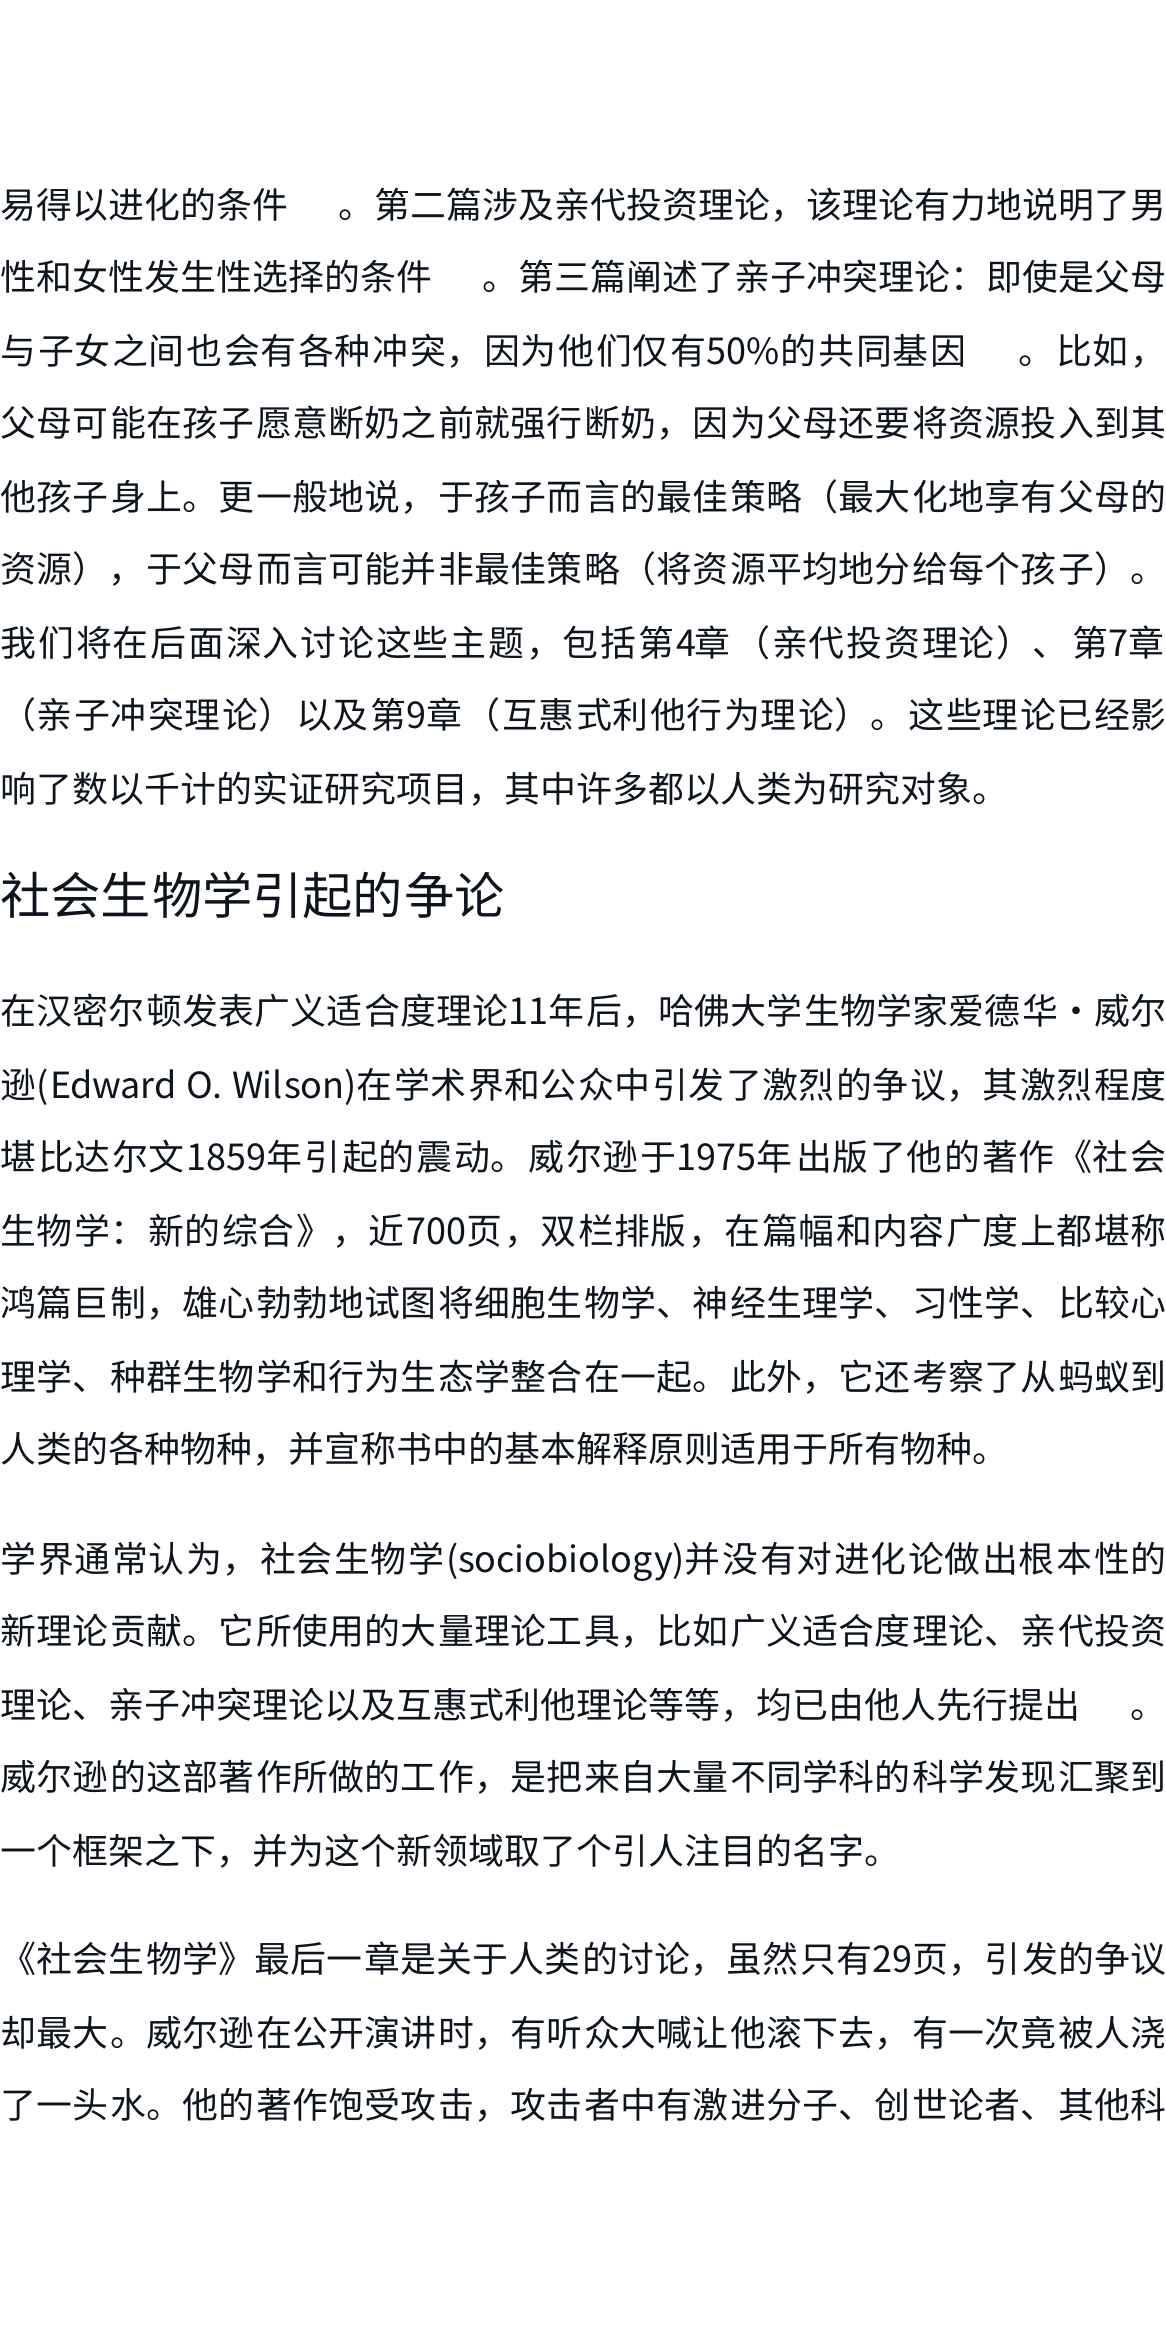 易得以进化的条件 。第二篇涉及亲代投资理论，该理论有力地说明了男
性和女性发生性选择的条件 。第三篇阐述了亲子冲突理论：即使是父母
与子女之间也会有各种冲突，因为他们仅有50%的共同基因 。比如，
父母可能在孩子愿意断奶之前就强行断奶，因为父母还要将资源投入到其
他孩子身上。更一般地说，于孩子而言的最佳策略（最大化地享有父母的
资源），于父母而言可能并非最佳策略（将资源平均地分给每个孩子）。
我们将在后面深入讨论这些主题，包括第4章（亲代投资理论）、第7章
（亲子冲突理论）以及第9章（互惠式利他行为理论）。这些理论已经影
响了数以千计的实证研究项目，其中许多都以人类为研究对象。
社会生物学引起的争论
在汉密尔顿发表广义适合度理论11年后，哈佛大学生物学家爱德华·威尔
逊(Edward O. Wilson)在学术界和公众中引发了激烈的争议，其激烈程度
堪比达尔文1859年引起的震动。威尔逊于1975年出版了他的著作《社会
生物学：新的综合》，近700页，双栏排版，在篇幅和内容广度上都堪称
鸿篇巨制，雄心勃勃地试图将细胞生物学、神经生理学、习性学、比较心
理学、种群生物学和行为生态学整合在一起。此外，它还考察了从蚂蚁到
人类的各种物种，并宣称书中的基本解释原则适用于所有物种。
学界通常认为，社会生物学(sociobiology)并没有对进化论做出根本性的
新理论贡献。它所使用的大量理论工具，比如广义适合度理论、亲代投资
理论、亲子冲突理论以及互惠式利他理论等等，均已由他人先行提出 。
威尔逊的这部著作所做的工作，是把来自大量不同学科的科学发现汇聚到
一个框架之下，并为这个新领域取了个引人注目的名字。
《社会生物学》最后一章是关于人类的讨论，虽然只有29页，引发的争议
却最大。威尔逊在公开演讲时，有听众大喊让他滚下去，有一次竟被人浇
了一头水。他的著作饱受攻击，攻击者中有激进分子、创世论者、其他科